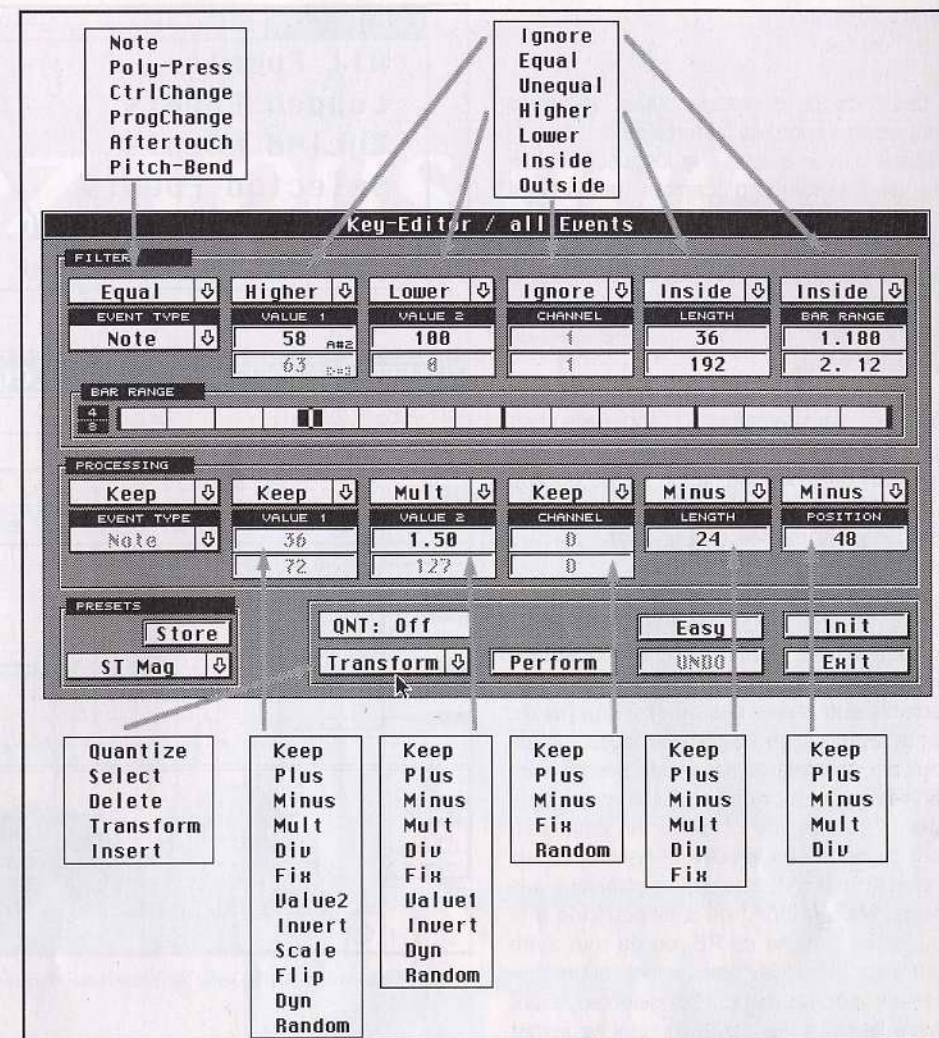 Note
Poly-Press
CtrlChange
ProgChange
Aftertouch
Pitch-Bend
Ignore
Equal
Unequal
Higher
Lower
Inside
Outside
Key-Editor / all Events
FILTER
Equal Higher Lower Ignore Inside Inside
EVENT TYPE VALUE 1 VALUE 2 CHANNEL LENGTH BAR RANGE
Note 58 A#2 100 1 36 1.180
63 D#3 0 1 192 2. 12
BAR RANGE
4
8
PROCESSING
Keep Keep Mult Keep Minus Minus
EVENT TYPE VALUE 1 VALUE 2 CHANNEL LENGTH POSITION
Note 36 1.50 0 24 48
72 127 0
PRESETS
Store QNT: Off Easy Init
ST Mag Transform Perform UNDO Exit
Quantize
Select
Delete
Transform
Insert
Keep
Plus
Minus
Mult
Div
Fix
Value2
Invert
Scale
Flip
Dyn
Random
Keep
Plus
Minus
Mult
Div
Fix
Value1
Invert
Dyn
Random
Keep
Plus
Minus
Fix
Random
Keep
Plus
Minus
Mult
Div
Fix
Keep
Plus
Minus
Mult
Div